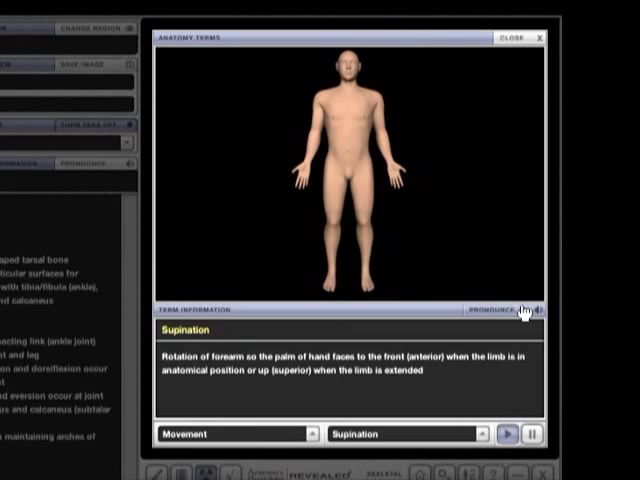 CHANGE REGION
SAVE IMAGE
TURN TAGS OFF
ORMATION
PRONOUNCE
aped tarsal bone
ticular surfaces for
with tibia/fibula (ankle),
nd calcaneus
ecting link (ankle joint)
t and leg
on and dorsiflexion occur
nt
nd eversion occur at joint
us and calcaneus (subtalar
n maintaining arches of
ANATOMY TERMS
CLOSE X
TERM INFORMATION
PRONOUNCE
Supination
Rotation of forearm so the palm of hand faces to the front (anterior) when the limb is in
anatomical position or up (superior) when the limb is extended
Movement
Supination
REVEALED SKELETAL